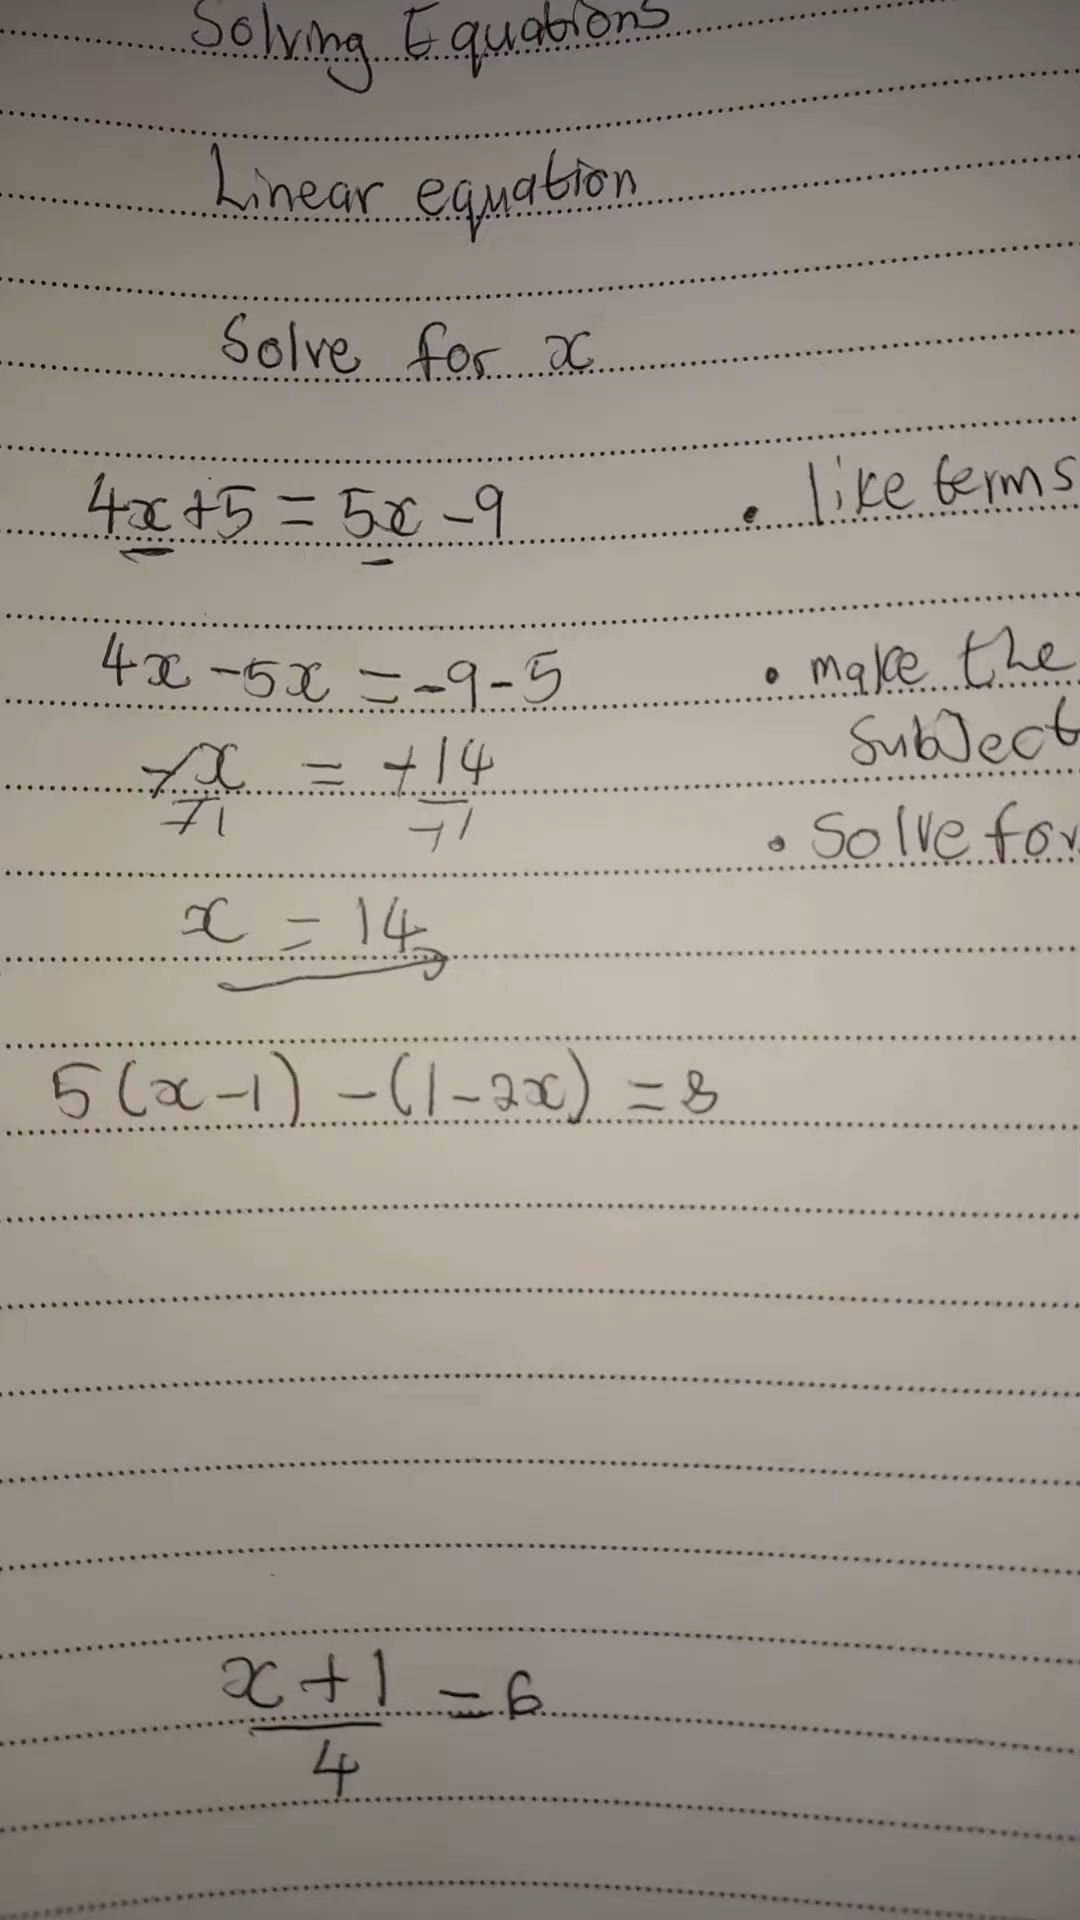 Solving Equations
Linear equation
Solve for x
4x+5 = 5x-9
• like terms
4x-5x = -9-5
• make the
subject
-x = -14
-1 -1
• Solve for
x = 14
5(x-1) -(1-2x) = 8
x+1 = 6
4